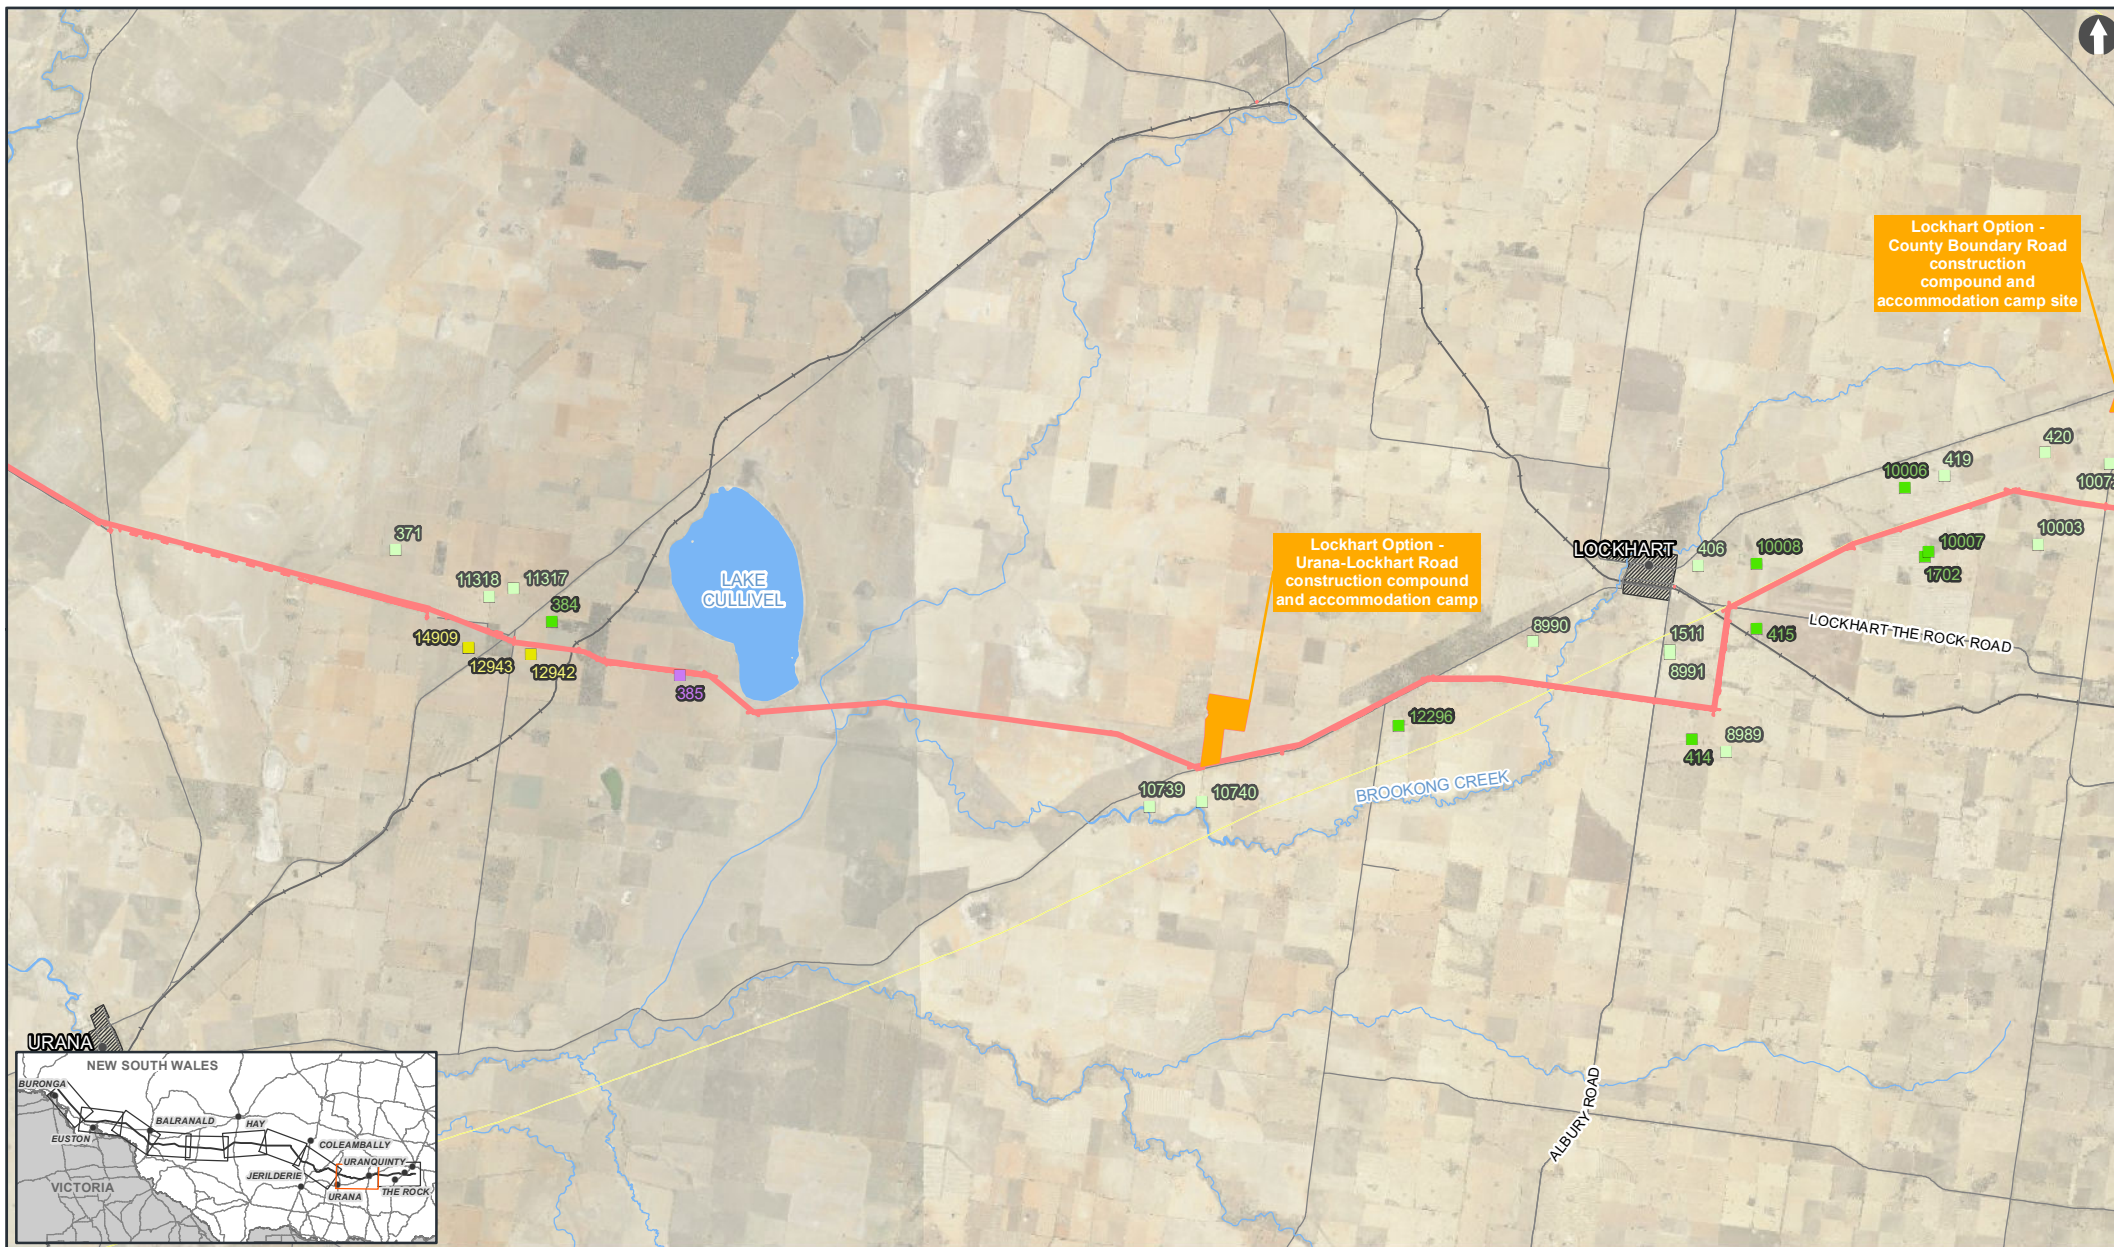 Lockhart Option -
County Boundary Road
construction
compound and
accommodation camp site
420
419
10006
371
10003
Lockhart Option -
Urana-Lockhart Road
construction compound
and accommodation camp
LOCKHART
406
10008
10007
1702
11318
11317
LAKE
CULLIVEL
384
14909
12943
12942
385
8990
1511
8991
415
LOCKHART THE ROCK ROAD
12296
414
8989
BROOKONG CREEK
10739
10740
URANA
ALBURY ROAD
NEW SOUTH WALES
BURONGA
BALRANALD
HAY
EUSTON
COLEAMBALLY
URANQUINTY
JERILDERIE
VICTORIA
URANA
THE ROCK